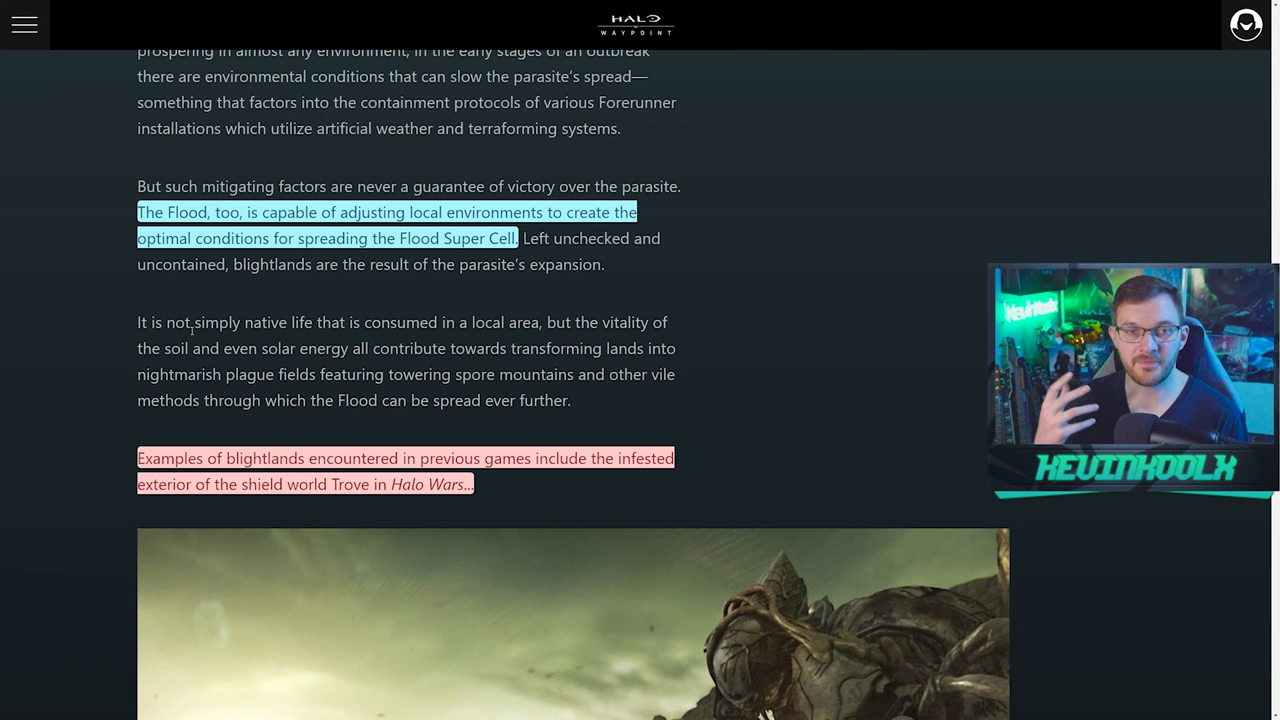 HALO
WAYPOINT
prospering in almost any environment, in the early stages of an outbreak
there are environmental conditions that can slow the parasite's spread—
something that factors into the containment protocols of various Forerunner
installations which utilize artificial weather and terraforming systems.
But such mitigating factors are never a guarantee of victory over the parasite.
The Flood, too, is capable of adjusting local environments to create the
optimal conditions for spreading the Flood Super Cell. Left unchecked and
uncontained, blightlands are the result of the parasite's expansion.
It is not simply native life that is consumed in a local area, but the vitality of
the soil and even solar energy all contribute towards transforming lands into
nightmarish plague fields featuring towering spore mountains and other vile
methods through which the Flood can be spread ever further.
Examples of blightlands encountered in previous games include the infested
exterior of the shield world Trove in Halo Wars...
KevinKoolx
KEVINKOOLX